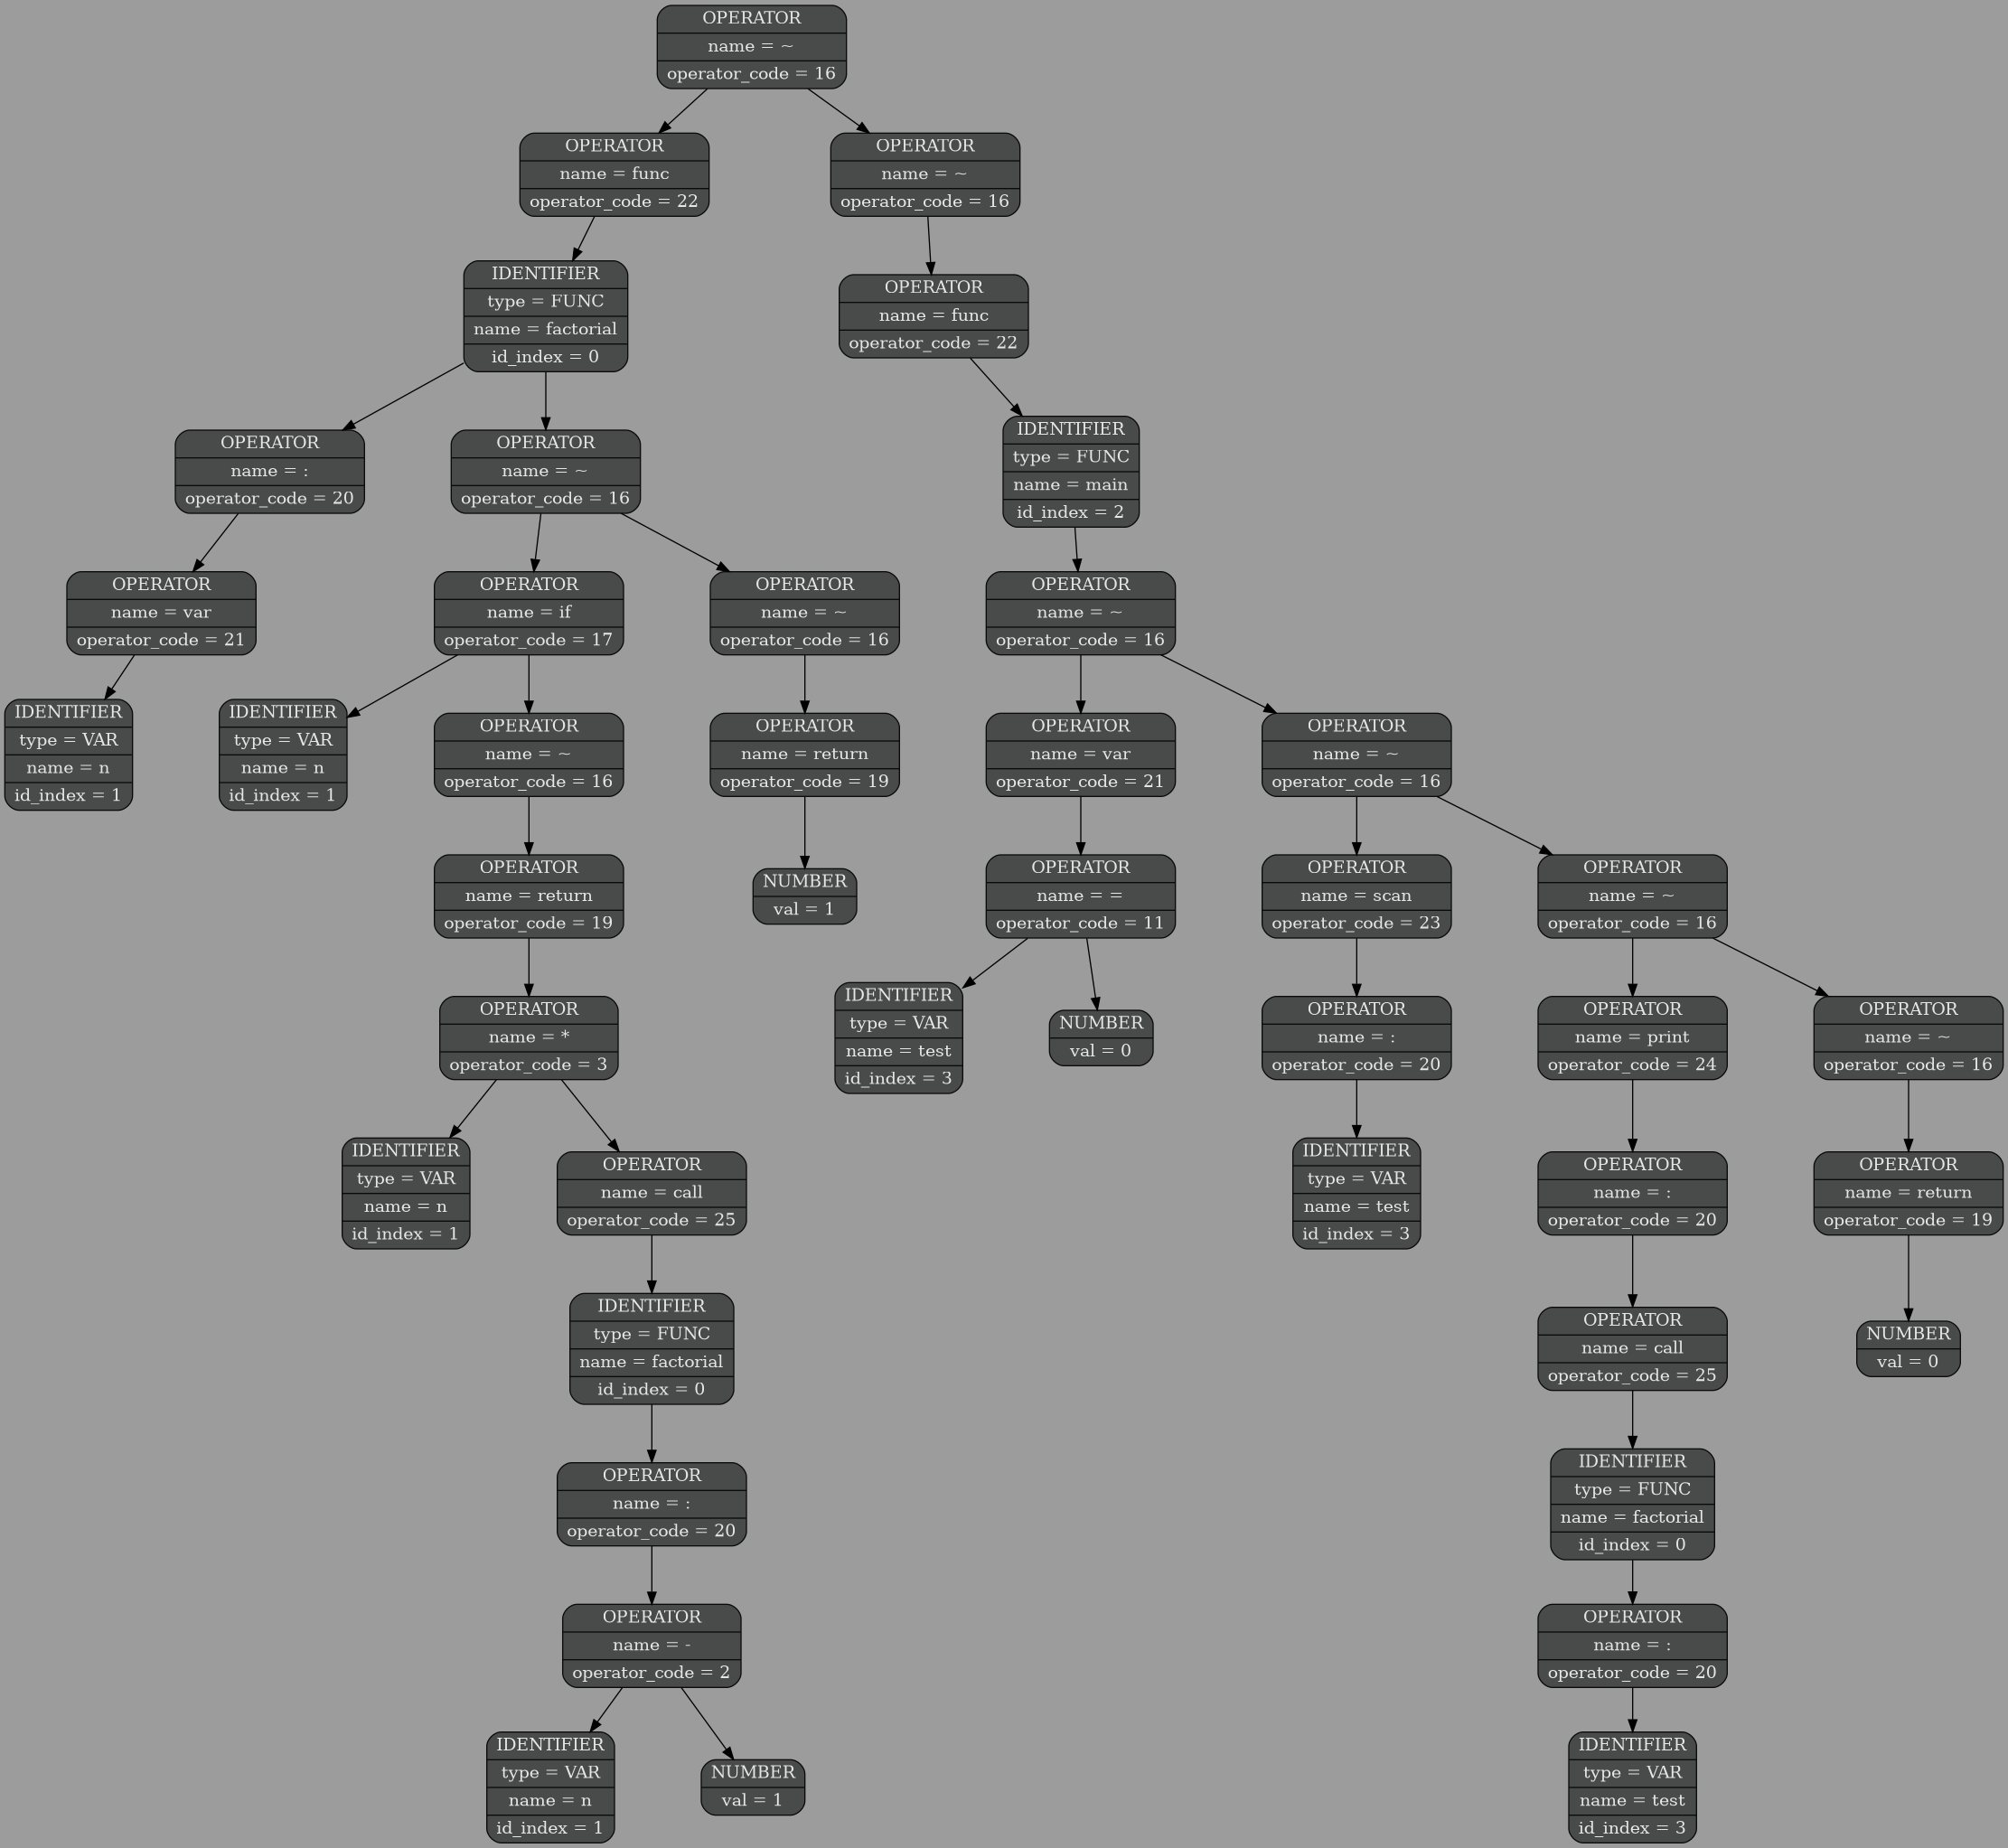 OPERATOR
name = ~
operator_code = 16
OPERATOR
name = func
operator_code = 22
OPERATOR
name = ~
operator_code = 16
IDENTIFIER
type = FUNC
name = factorial
id_index = 0
OPERATOR
name = func
operator_code = 22
OPERATOR
name = :
operator_code = 20
OPERATOR
name = ~
operator_code = 16
IDENTIFIER
type = FUNC
name = main
id_index = 2
OPERATOR
name = var
operator_code = 21
OPERATOR
name = if
operator_code = 17
OPERATOR
name = ~
operator_code = 16
OPERATOR
name = ~
operator_code = 16
IDENTIFIER
type = VAR
name = n
id_index = 1
IDENTIFIER
type = VAR
name = n
id_index = 1
OPERATOR
name = ~
operator_code = 16
OPERATOR
name = return
operator_code = 19
OPERATOR
name = var
operator_code = 21
OPERATOR
name = ~
operator_code = 16
OPERATOR
name = return
operator_code = 19
NUMBER
val = 1
OPERATOR
name = =
operator_code = 11
OPERATOR
name = scan
operator_code = 23
OPERATOR
name = ~
operator_code = 16
OPERATOR
name = *
operator_code = 3
IDENTIFIER
type = VAR
name = test
id_index = 3
NUMBER
val = 0
OPERATOR
name = :
operator_code = 20
OPERATOR
name = print
operator_code = 24
OPERATOR
name = ~
operator_code = 16
IDENTIFIER
type = VAR
name = n
id_index = 1
OPERATOR
name = call
operator_code = 25
IDENTIFIER
type = VAR
name = test
id_index = 3
OPERATOR
name = :
operator_code = 20
OPERATOR
name = return
operator_code = 19
IDENTIFIER
type = FUNC
name = factorial
id_index = 0
OPERATOR
name = call
operator_code = 25
NUMBER
val = 0
OPERATOR
name = :
operator_code = 20
IDENTIFIER
type = FUNC
name = factorial
id_index = 0
OPERATOR
name = -
operator_code = 2
OPERATOR
name = :
operator_code = 20
IDENTIFIER
type = VAR
name = n
id_index = 1
NUMBER
val = 1
IDENTIFIER
type = VAR
name = test
id_index = 3